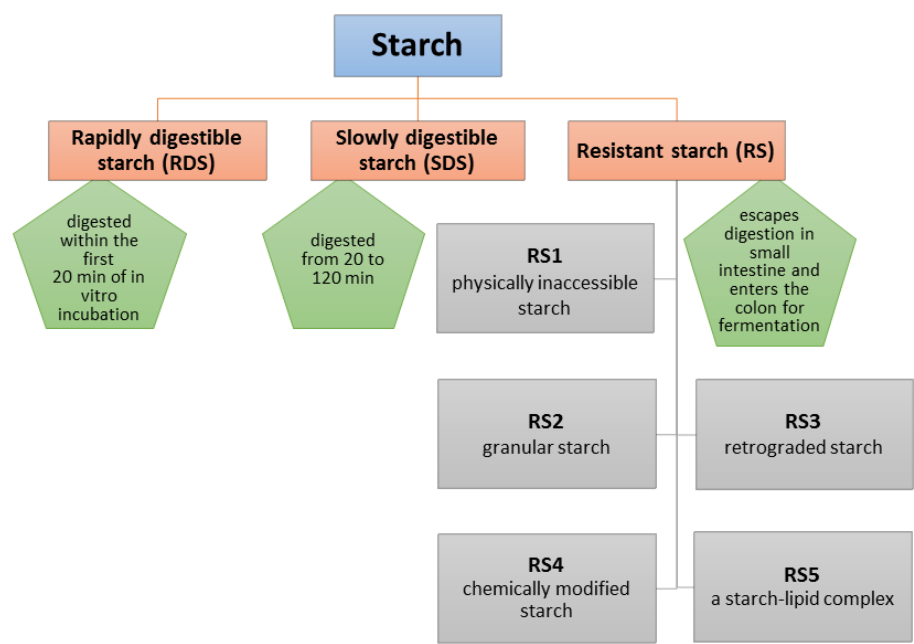 Starch
Rapidly digestible
starch (RDS)
Slowly digestible
starch (SDS)
Resistant starch (RS)
digested
within the
first
20 min of in
vitro
incubation
digested
from 20 to
120 min
escapes
digestion in
small
intestine and
enters the
colon for
fermentation
RS1
physically inaccessible
starch
RS2
granular starch
RS3
retrograded starch
RS4
chemically modified
starch
RS5
a starch-lipid complex